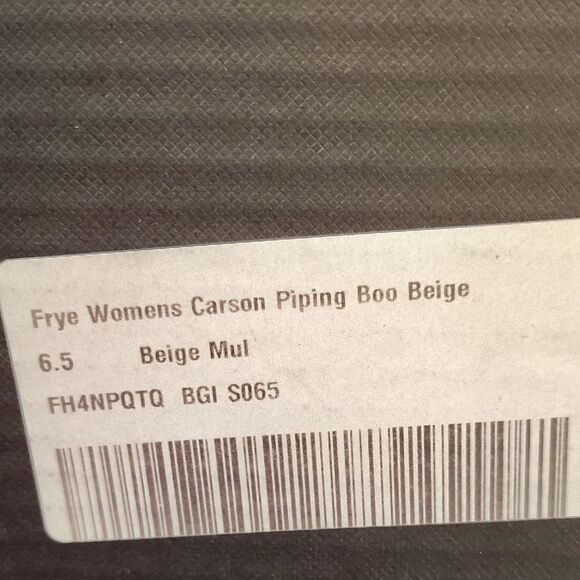 Frye Womens Carson Piping Boo Beige
6.5 Beige Mul
FH4NPQTQ BGI S065